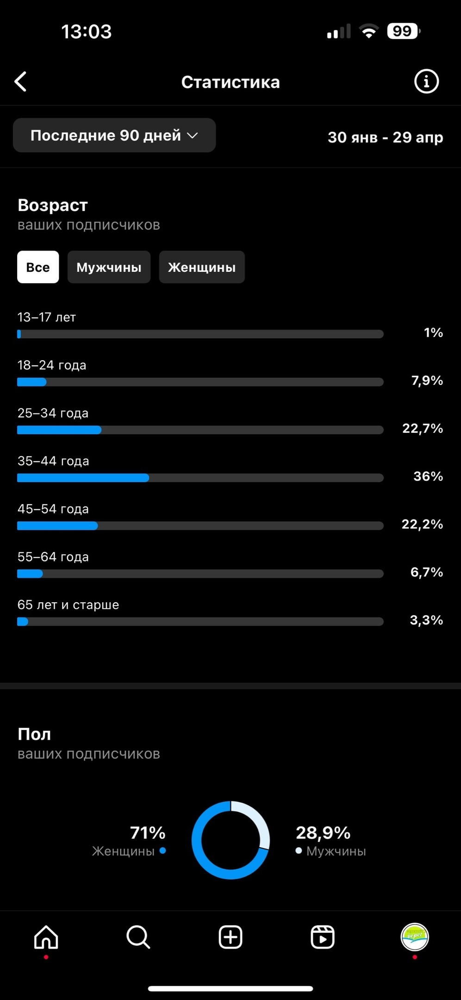 13:03
99
Статистика
Последние 90 дней
30 янв - 29 апр
Возраст
ваших подписчиков
Все
Мужчины
Женщины
13–17 лет
1%
18–24 года
7,9%
25–34 года
22,7%
35–44 года
36%
45–54 года
22,2%
55–64 года
6,7%
65 лет и старше
3,3%
Пол
ваших подписчиков
71%
Женщины
28,9%
Мужчины
берег